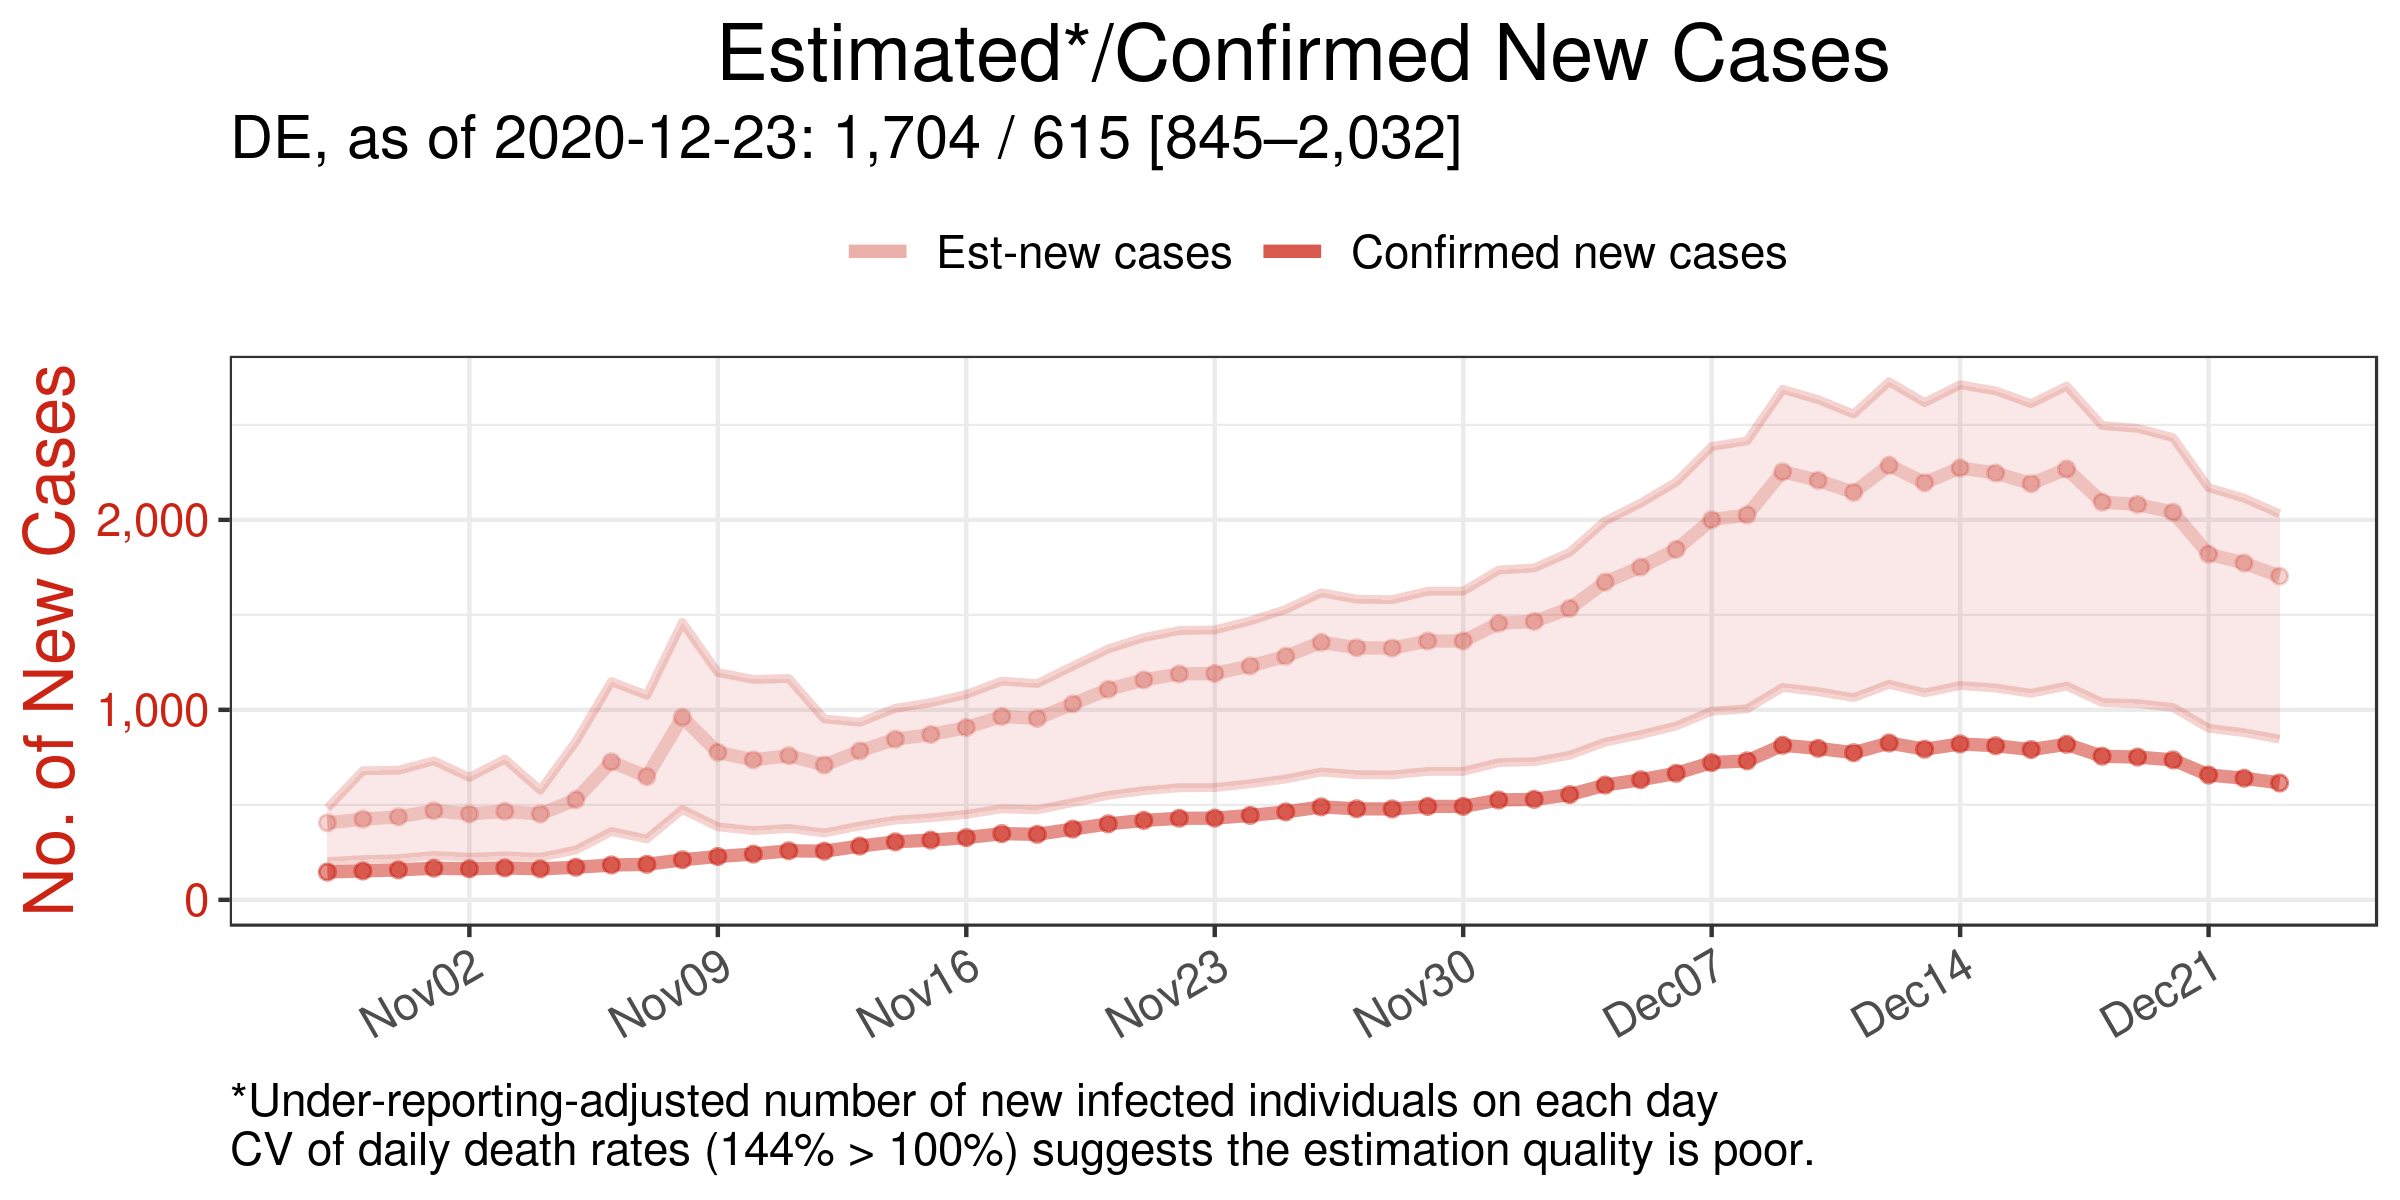 Estimated*/Confirmed New Cases
DE, as of 2020-12-23: 1,704 / 615 [845–2,032]
Est-new cases
Confirmed new cases
No. of New Cases
2,000
1,000
0
Nov02
Nov09
Nov16
Nov23
Nov30
Dec07
Dec14
Dec21
*Under-reporting-adjusted number of new infected individuals on each day
CV of daily death rates (144% > 100%) suggests the estimation quality is poor.